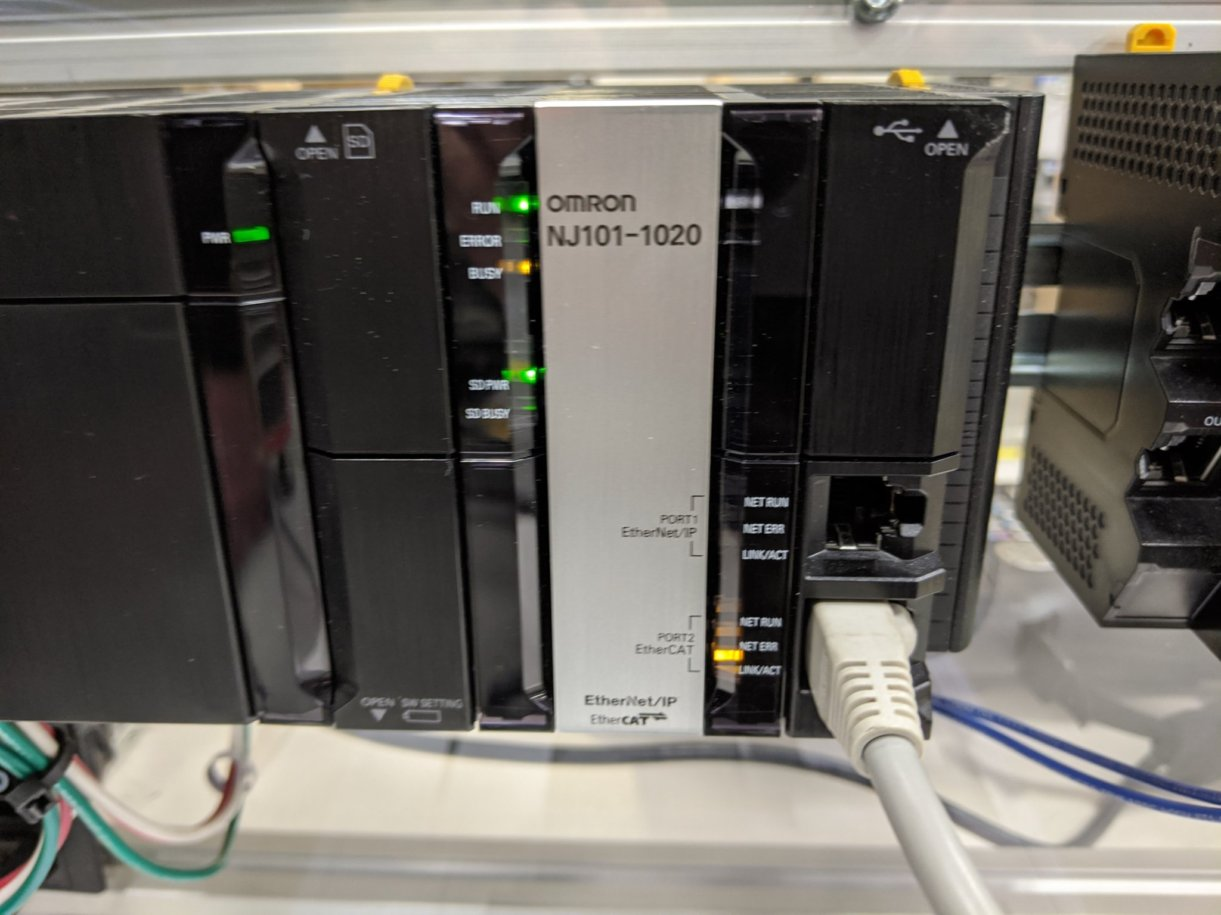 PWR
OPEN SD
RUN
ERROR
BUSY
SD PWR
SD BUSY
OPEN SW SETTING
OMRON
NJ101-1020
PORT1
EtherNet/IP
PORT2
EtherCAT
EtherNet/IP
EtherCAT
NET RUN
NET ERR
LINK/ACT
NET RUN
NET ERR
LINK/ACT
OPEN
OU